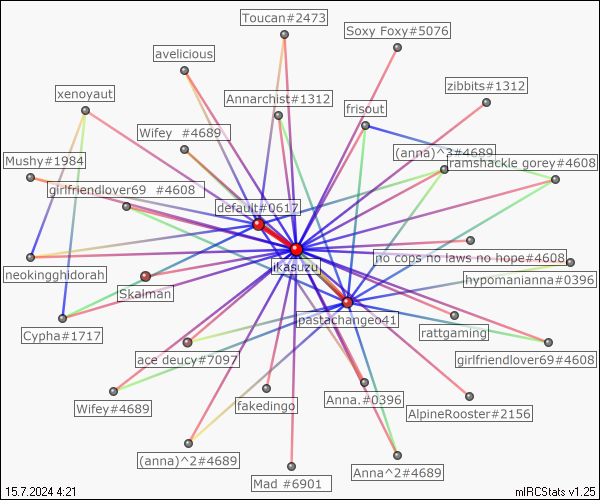 Toucan#2473
Soxy Foxy#5076
avelicious
zibbits#1312
xenoyaut
Annarchist#1312
frisout
Wifey #4689
(anna)^3#4689
Mushy#1984
ramshackle gorey#4608
girlfriendlover69 #4608
default#0617
no cops no laws no hope#4608
ikasuzu
neokingghidorah
hypomanianna#0396
Skalman
pastachangeo41
Cypha#1717
rattgaming
ace deucy#7097
girlfriendlover69#4608
Anna.#0396
fakedingo
Wifey#4689
AlpineRooster#2156
(anna)^2#4689
Anna^2#4689
Mad #6901
15.7.2024 4:21
mIRCStats v1.25